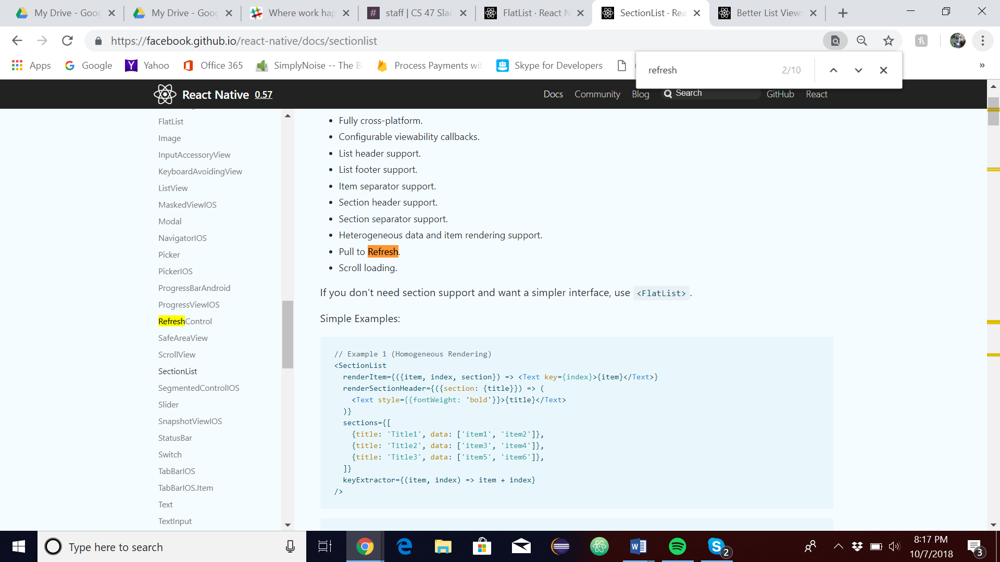 My Drive - Goog
My Drive - Goog
Where work hap
# staff | CS 47 Slac
FlatList · React N
SectionList · Rea
Better List Views
https://facebook.github.io/react-native/docs/sectionlist
Apps
Google
Yahoo
Office 365
SimplyNoise -- The B
Process Payments wit
Skype for Developers
»
refresh 2/10
React Native 0.57
Docs Community Blog Search GitHub React
FlatList
Image
InputAccessoryView
KeyboardAvoidingView
ListView
MaskedViewIOS
Modal
NavigatorIOS
Picker
PickerIOS
ProgressBarAndroid
ProgressViewIOS
RefreshControl
SafeAreaView
ScrollView
SectionList
SegmentedControlIOS
Slider
SnapshotViewIOS
StatusBar
Switch
TabBarIOS
TabBarIOS.Item
Text
TextInput
• Fully cross-platform.
• Configurable viewability callbacks.
• List header support.
• List footer support.
• Item separator support.
• Section header support.
• Section separator support.
• Heterogeneous data and item rendering support.
• Pull to Refresh.
• Scroll loading.
If you don't need section support and want a simpler interface, use <FlatList> .
Simple Examples:
// Example 1 (Homogeneous Rendering)
<SectionList
  renderItem={({item, index, section}) => <Text key={index}>{item}</Text>}
  renderSectionHeader={({section: {title}}) => (
    <Text style={{fontWeight: 'bold'}}>{title}</Text>
  )}
  sections={[
    {title: 'Title1', data: ['item1', 'item2']},
    {title: 'Title2', data: ['item3', 'item4']},
    {title: 'Title3', data: ['item5', 'item6']},
  ]}
  keyExtractor={(item, index) => item + index}
/>
Type here to search
2
8:17 PM
10/7/2018
3